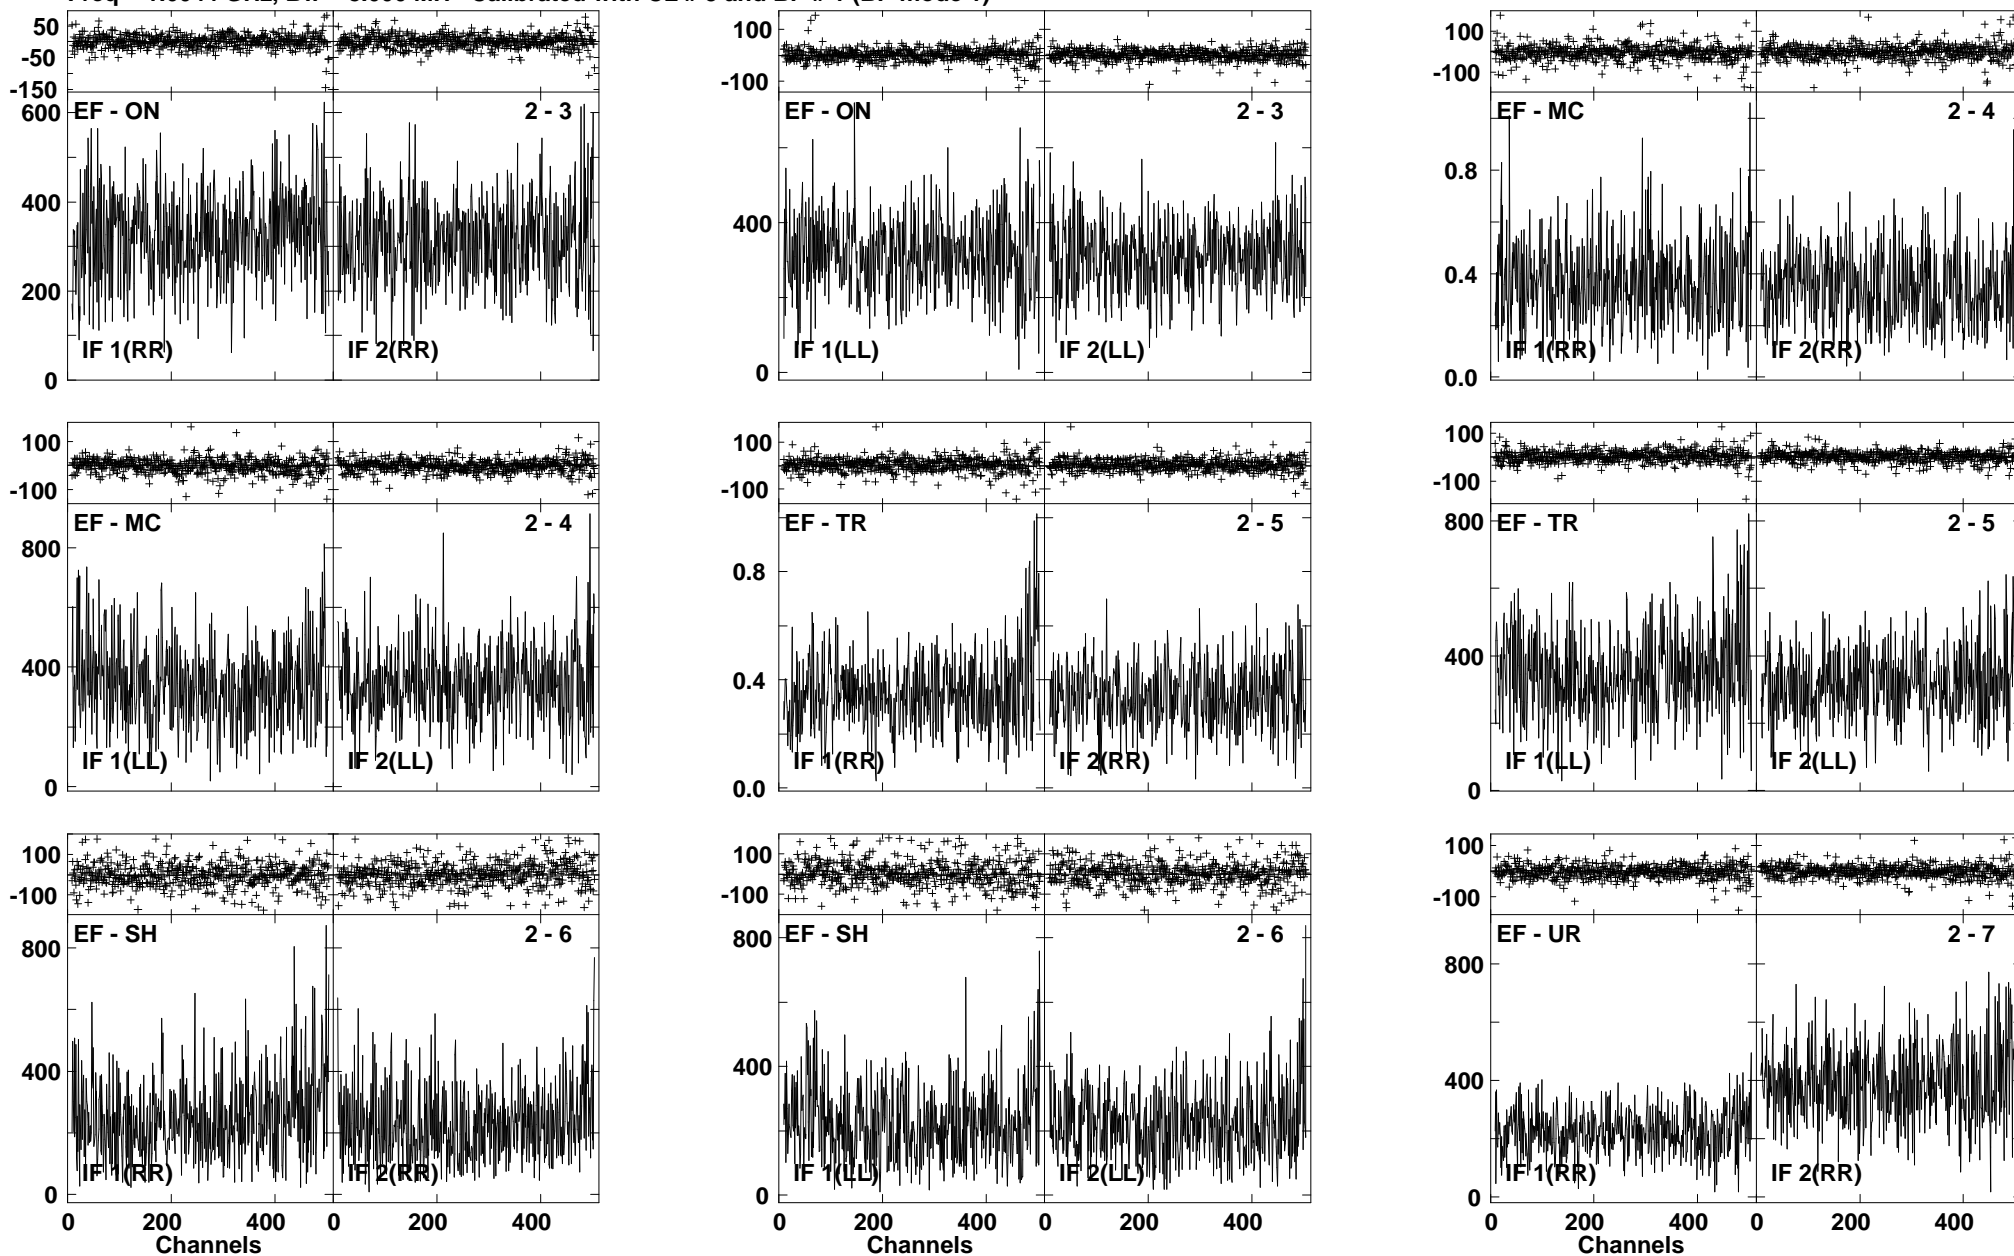 50
-50
-150
100
-100
100
-100
600
400
200
0
EF - ON
2 - 3
IF 1(RR)
IF 2(RR)
400
0
EF - ON
2 - 3
IF 1(LL)
IF 2(LL)
0.8
0.4
0.0
EF - MC
2 - 4
IF 1(RR)
IF 2(RR)
100
-100
100
-100
100
-100
800
400
0
EF - MC
2 - 4
IF 1(LL)
IF 2(LL)
0.8
0.4
0.0
EF - TR
2 - 5
IF 1(RR)
IF 2(RR)
800
400
0
EF - TR
2 - 5
IF 1(LL)
IF 2(LL)
100
-100
100
-100
100
-100
800
400
0
EF - SH
2 - 6
IF 1(RR)
IF 2(RR)
800
400
0
EF - SH
2 - 6
IF 1(LL)
IF 2(LL)
800
400
0
EF - UR
2 - 7
IF 1(RR)
IF 2(RR)
0 200 400 0 400
Channels
0 200 400 0 200 400
Channels
0 200 400 0 200 400
Channels